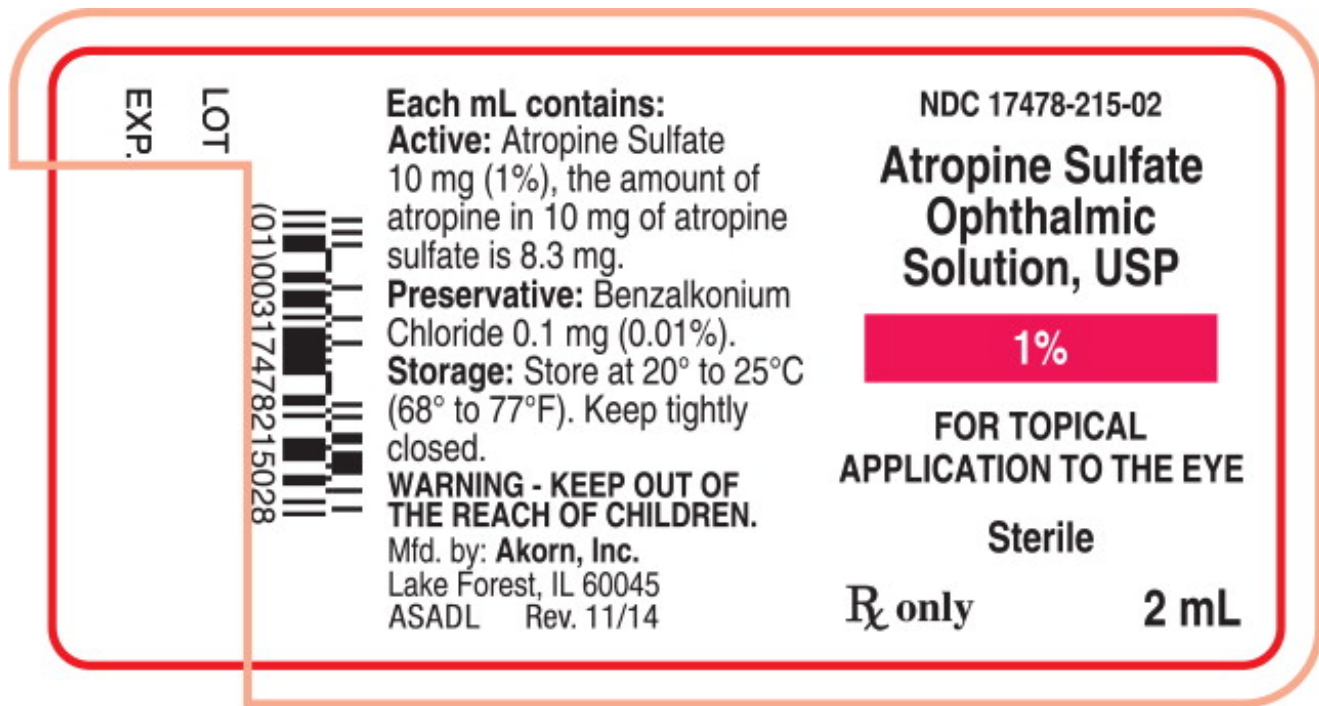 EXP.
LOT
(01)00317478215028
Each mL contains:
Active: Atropine Sulfate
10 mg (1%), the amount of
atropine in 10 mg of atropine
sulfate is 8.3 mg.
Preservative: Benzalkonium
Chloride 0.1 mg (0.01%).
Storage: Store at 20° to 25°C
(68° to 77°F). Keep tightly
closed.
WARNING - KEEP OUT OF
THE REACH OF CHILDREN.
Mfd. by: Akorn, Inc.
Lake Forest, IL 60045
ASADL Rev. 11/14
NDC 17478-215-02
Atropine Sulfate
Ophthalmic
Solution, USP
1%
FOR TOPICAL
APPLICATION TO THE EYE
Sterile
℞ only
2 mL